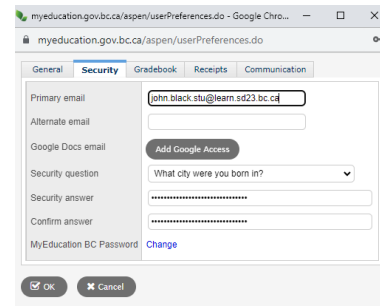 myeducation.gov.bc.ca/aspen/userPreferences.do - Google Chro...
myeducation.gov.bc.ca/aspen/userPreferences.do
General Security Gradebook Receipts Communication
Primary email john.black.stu@learn.sd23.bc.ca
Alternate email
Google Docs email Add Google Access
Security question What city were you born in?
Security answer ••••••••••••••••••••••••••••••
Confirm answer ••••••••••••••••••••••••••••••
MyEducation BC Password Change
OK Cancel